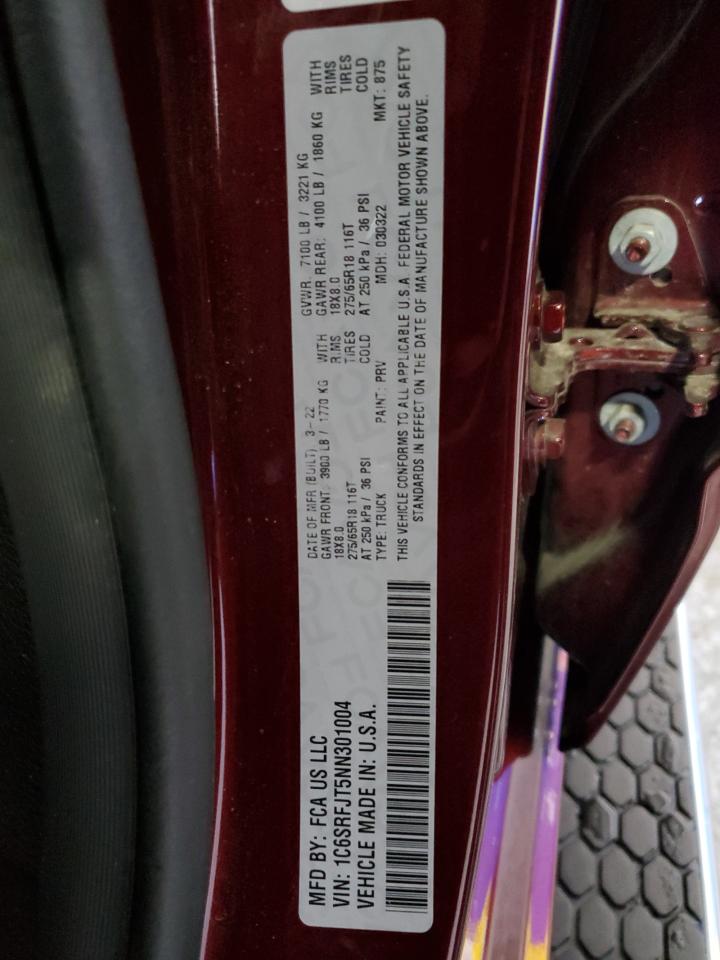 MFD BY: FCA US LLC
VIN: 1C6SRFJT5NN301004
VEHICLE MADE IN: U.S.A.
DATE OF MFR (BUILT) 3-22 GVWR 7100 LB / 3221 KG
GAWR FRONT: 3900 LB / 1770 KG WITH GAWR REAR: 4100 LB / 1860 KG WITH
18X8.0 RIMS 18X8.0 RIMS
275/65R18 116T TIRES 275/65R18 116T TIRES
AT 250 kPa / 36 PSI COLD AT 250 kPa / 36 PSI COLD
TYPE: TRUCK PAINT: PRV MDH: 030322 MKT: 875
THIS VEHICLE CONFORMS TO ALL APPLICABLE U.S.A. FEDERAL MOTOR VEHICLE SAFETY
STANDARDS IN EFFECT ON THE DATE OF MANUFACTURE SHOWN ABOVE.